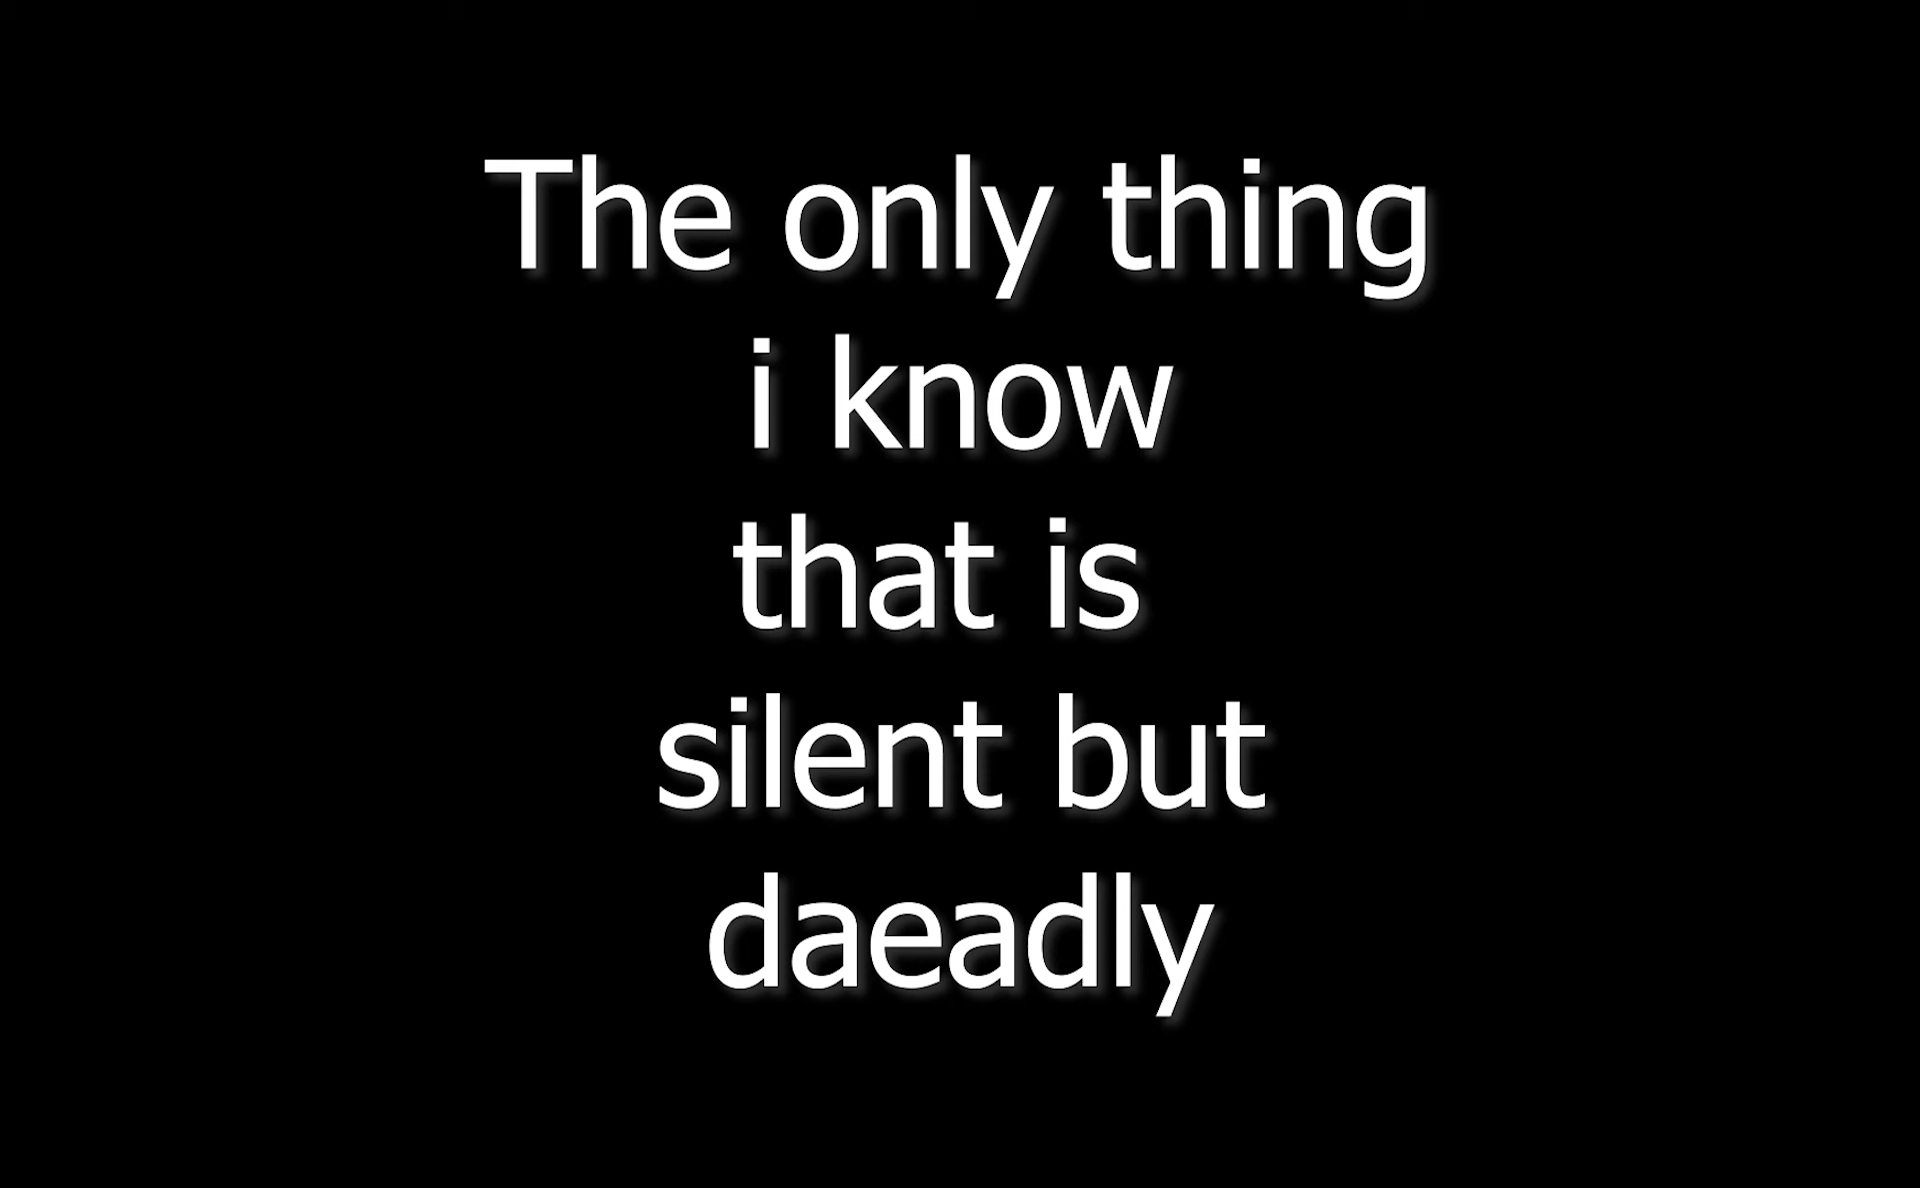 The only thing
i know
that is
silent but
daeadly